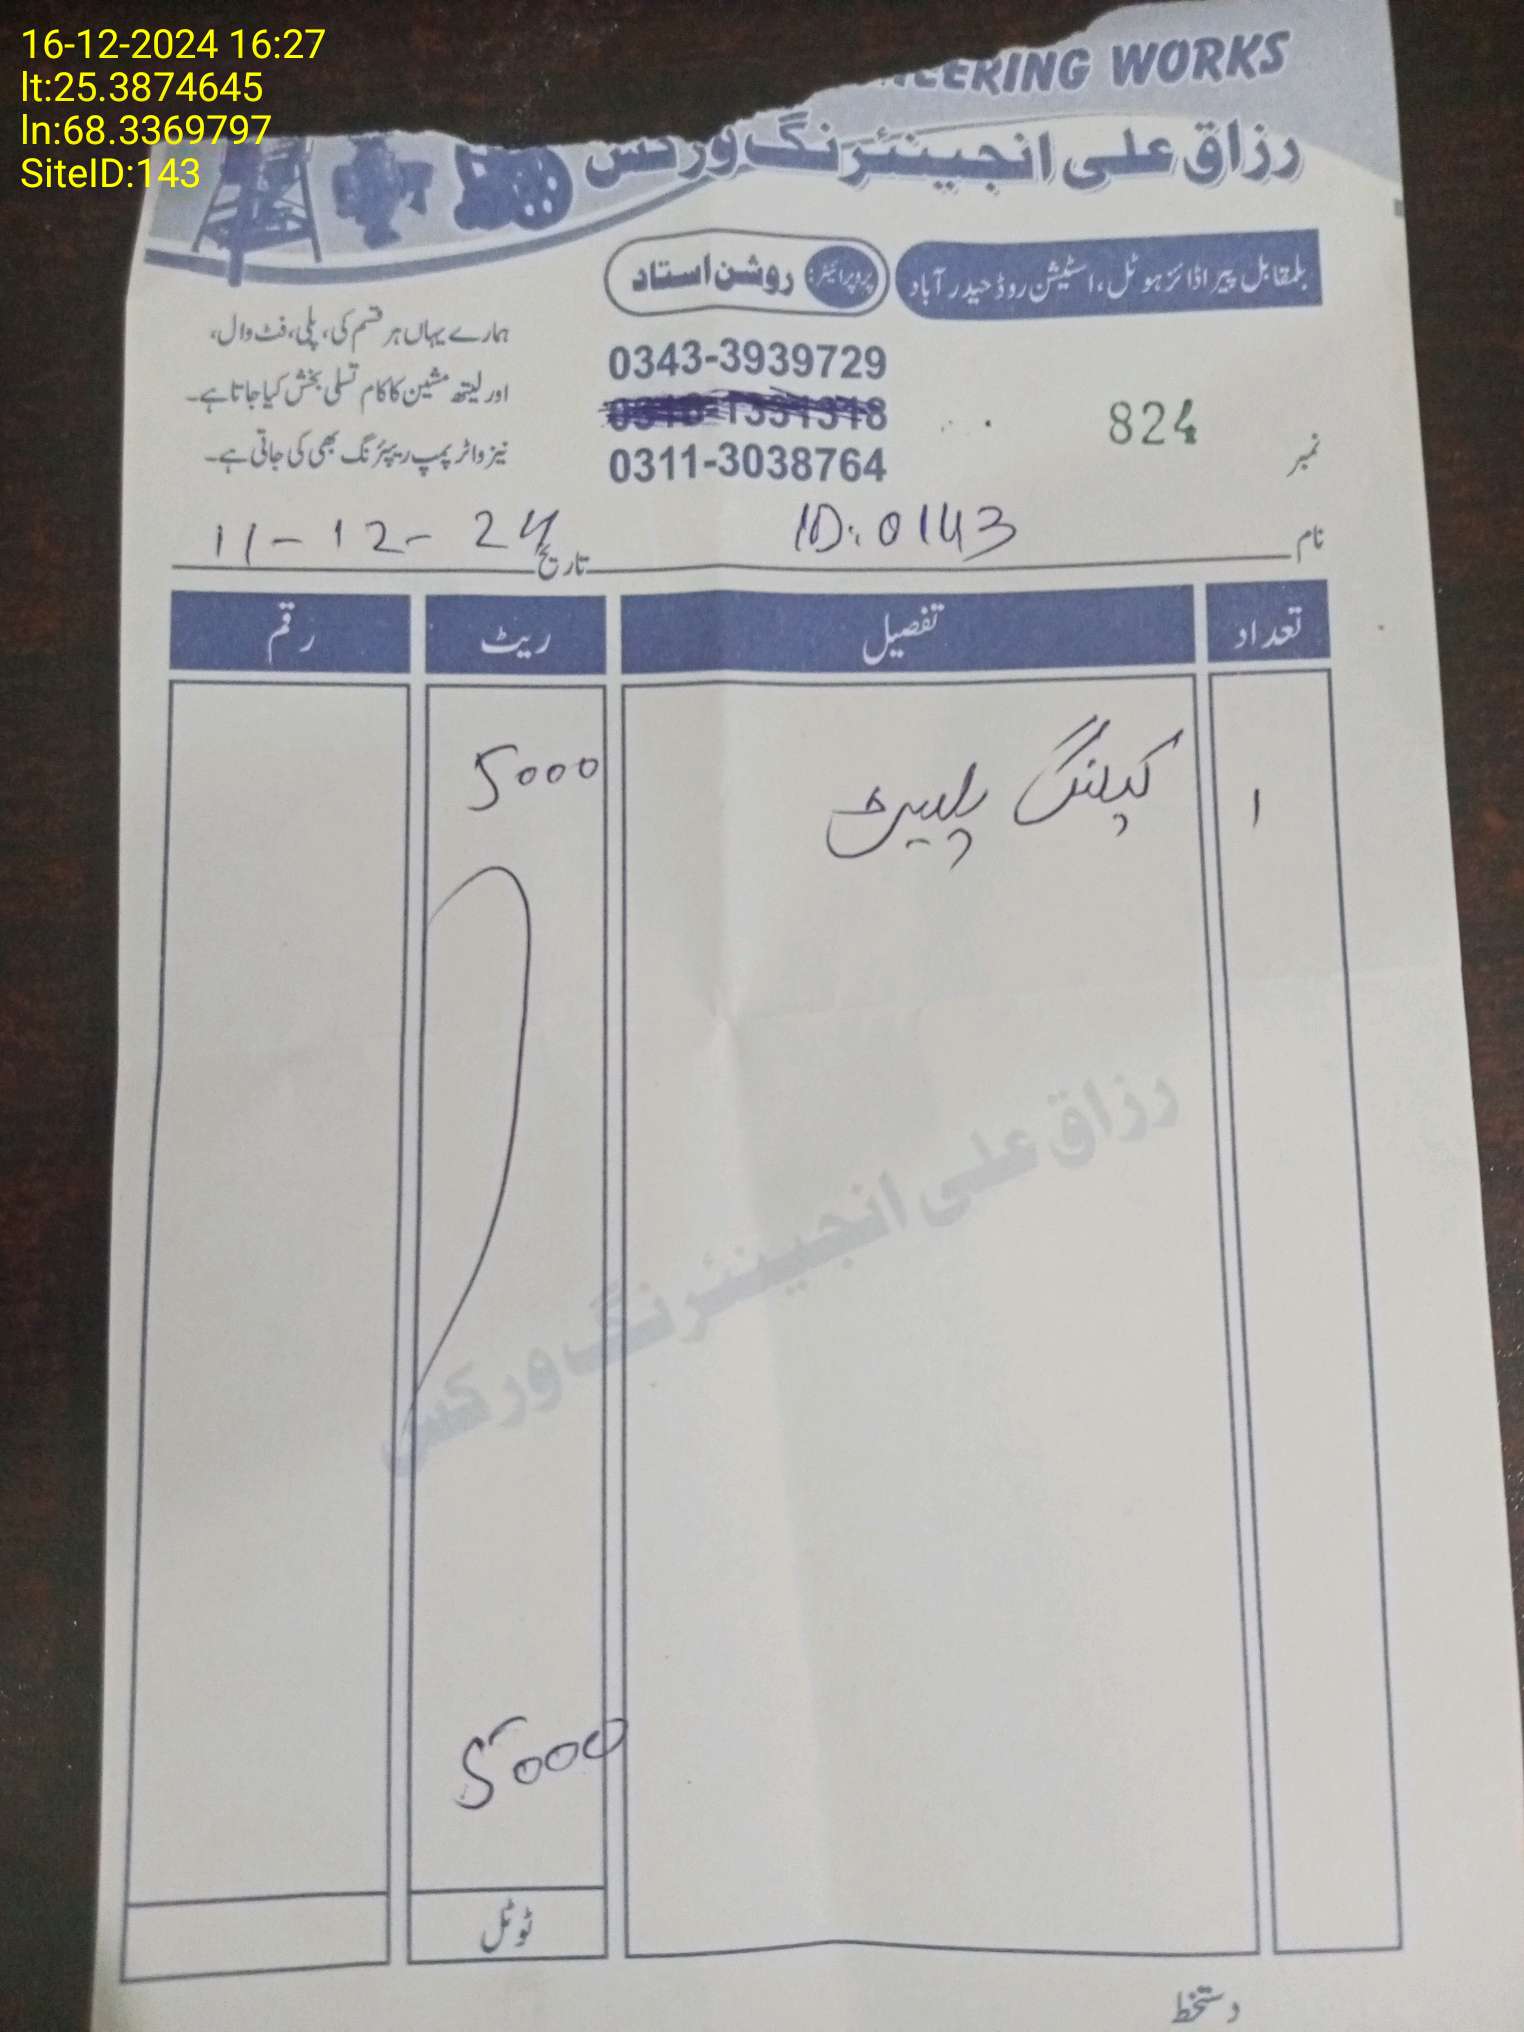 16-12-2024 16:27
lt:25.3874645
ln:68.3369797
SiteID:143
NEERING WORKS
رزاق علی انجینئرنگ ورکس
بلمقابل پیراڈائز ہوٹل، اسٹیشن روڈ حیدر آباد
پروپرائیٹر: روشن استاد
ہمارے یہاں ہر قسم کی، پلی، فٹ وال،
اور لیتھ مشین کا کام تسلی بخش کیا جاتا ہے۔
نیز واٹر پمپ ریپئرنگ بھی کی جاتی ہے۔
0343-3939729
0311-3038764
نمبر 824
نام ID: 0143 تاریخ 11-12-24
تعداد تفصیل ریٹ رقم
1 کپلنگ پلیٹ 5000
رزاق علی انجینئرنگ ورکس
5000
ٹوٹل
دستخط